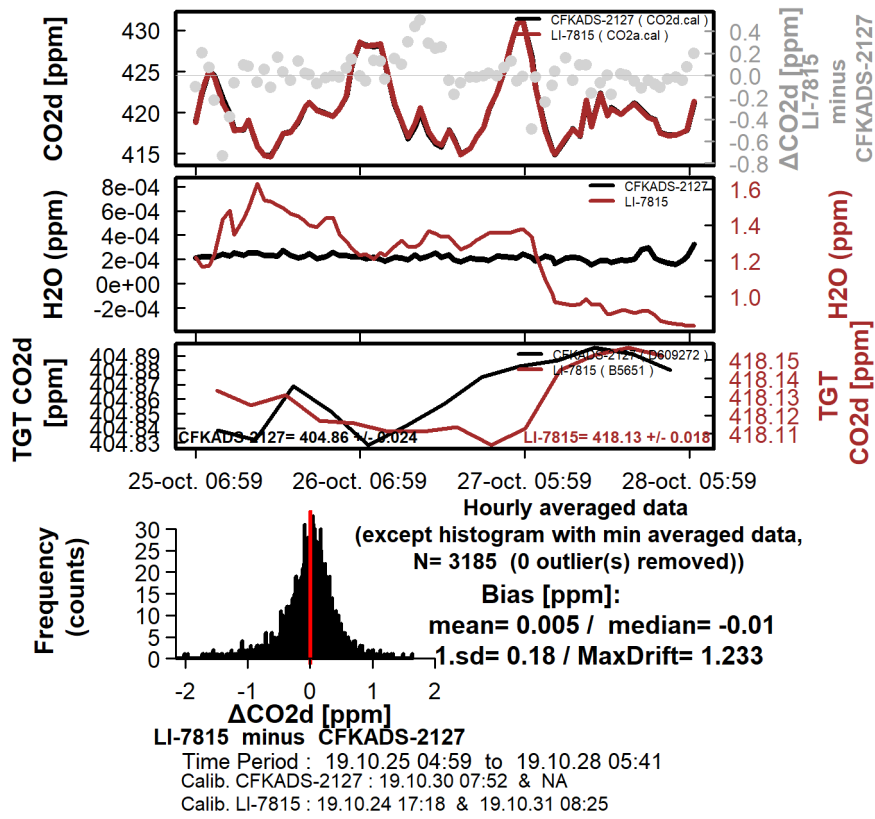 CO2d [ppm]
430
425
420
415
CFKADS-2127 ( CO2d.cal )
LI-7815 ( CO2a.cal )
0.4
0.2
0.0
-0.2
-0.4
-0.6
-0.8
ΔCO2d [ppm]
LI-7815
minus
CFKADS-2127
H2O (ppm)
8e-04
6e-04
4e-04
2e-04
0e+00
-2e-04
CFKADS-2127
LI-7815
1.6
1.4
1.2
1.0
H2O (ppm)
TGT CO2d
[ppm]
404.89
404.88
404.87
404.86
404.85
404.84
404.83
CFKADS-2127 ( D609272 )
LI-7815 ( B5651 )
CFKADS-2127= 404.86 +/- 0.024
LI-7815= 418.13 +/- 0.018
418.15
418.14
418.13
418.12
418.11
TGT
CO2d [ppm]
25-oct. 06:59
26-oct. 06:59
27-oct. 05:59
28-oct. 05:59
Hourly averaged data
(except histogram with min averaged data,
N= 3185 (0 outlier(s) removed))
Bias [ppm]:
mean= 0.005 / median= -0.01
1.sd= 0.18 / MaxDrift= 1.233
Frequency
(counts)
30
25
20
15
10
5
0
-2
-1
0
1
2
ΔCO2d [ppm]
LI-7815 minus CFKADS-2127
Time Period : 19.10.25 04:59 to 19.10.28 05:41
Calib. CFKADS-2127 : 19.10.30 07:52 & NA
Calib. LI-7815 : 19.10.24 17:18 & 19.10.31 08:25